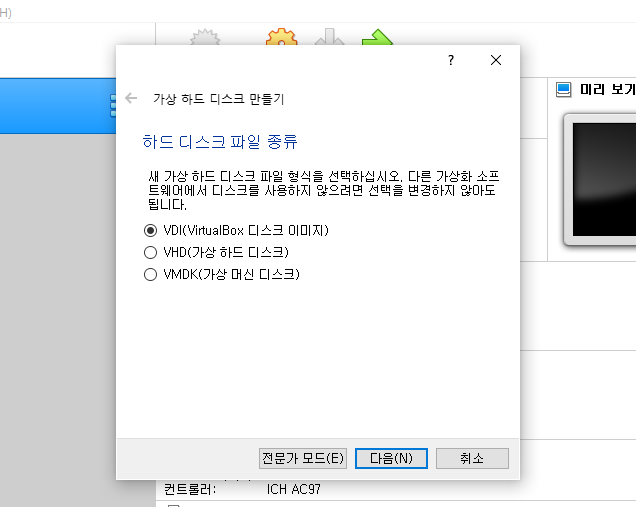 H)
미리 보기
?
가상 하드 디스크 만들기
하드 디스크 파일 종류
새 가상 하드 디스크 파일 형식을 선택하십시오. 다른 가상화 소프
트웨어에서 디스크를 사용하지 않으려면 선택을 변경하지 않아도
됩니다.
VDI(VirtualBox 디스크 이미지)
VHD(가상 하드 디스크)
VMDK(가상 머신 디스크)
전문가 모드(E) 다음(N) 취소
컨트롤러: ICH AC97